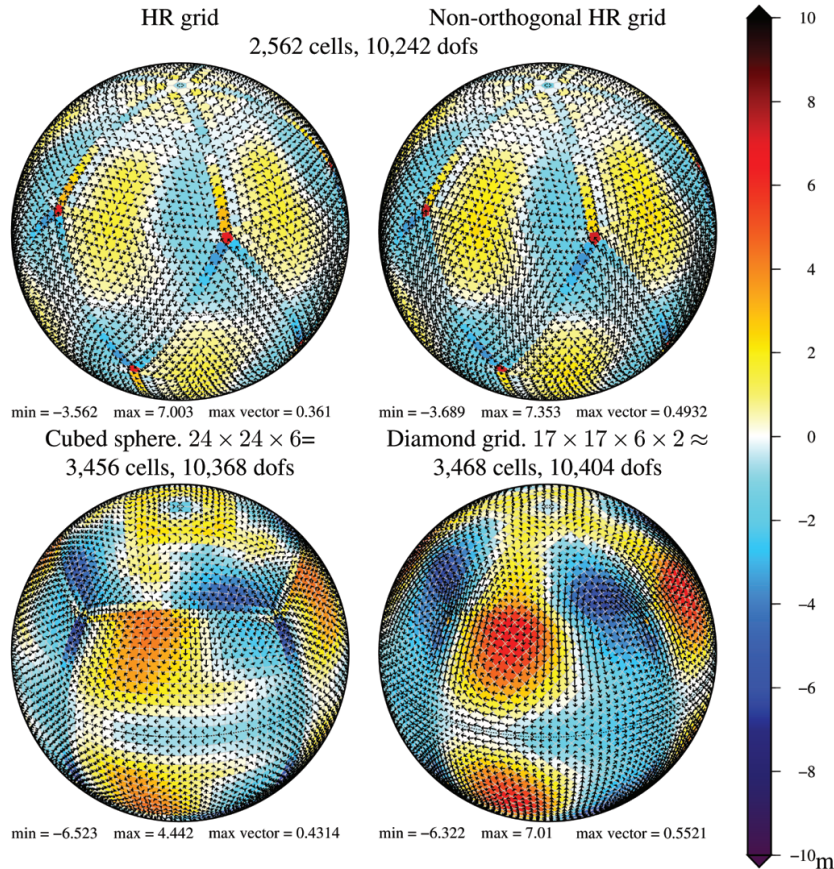 HR grid
Non-orthogonal HR grid
2,562 cells, 10,242 dofs
min = −3.562 max = 7.003 max vector = 0.361
min = −3.689 max = 7.353 max vector = 0.4932
Cubed sphere. 24 × 24 × 6=
3,456 cells, 10,368 dofs
Diamond grid. 17 × 17 × 6 × 2 ≈
3,468 cells, 10,404 dofs
min = −6.523 max = 4.442 max vector = 0.4314
min = −6.322 max = 7.01 max vector = 0.5521
10
8
6
4
2
0
−2
−4
−6
−8
−10
m